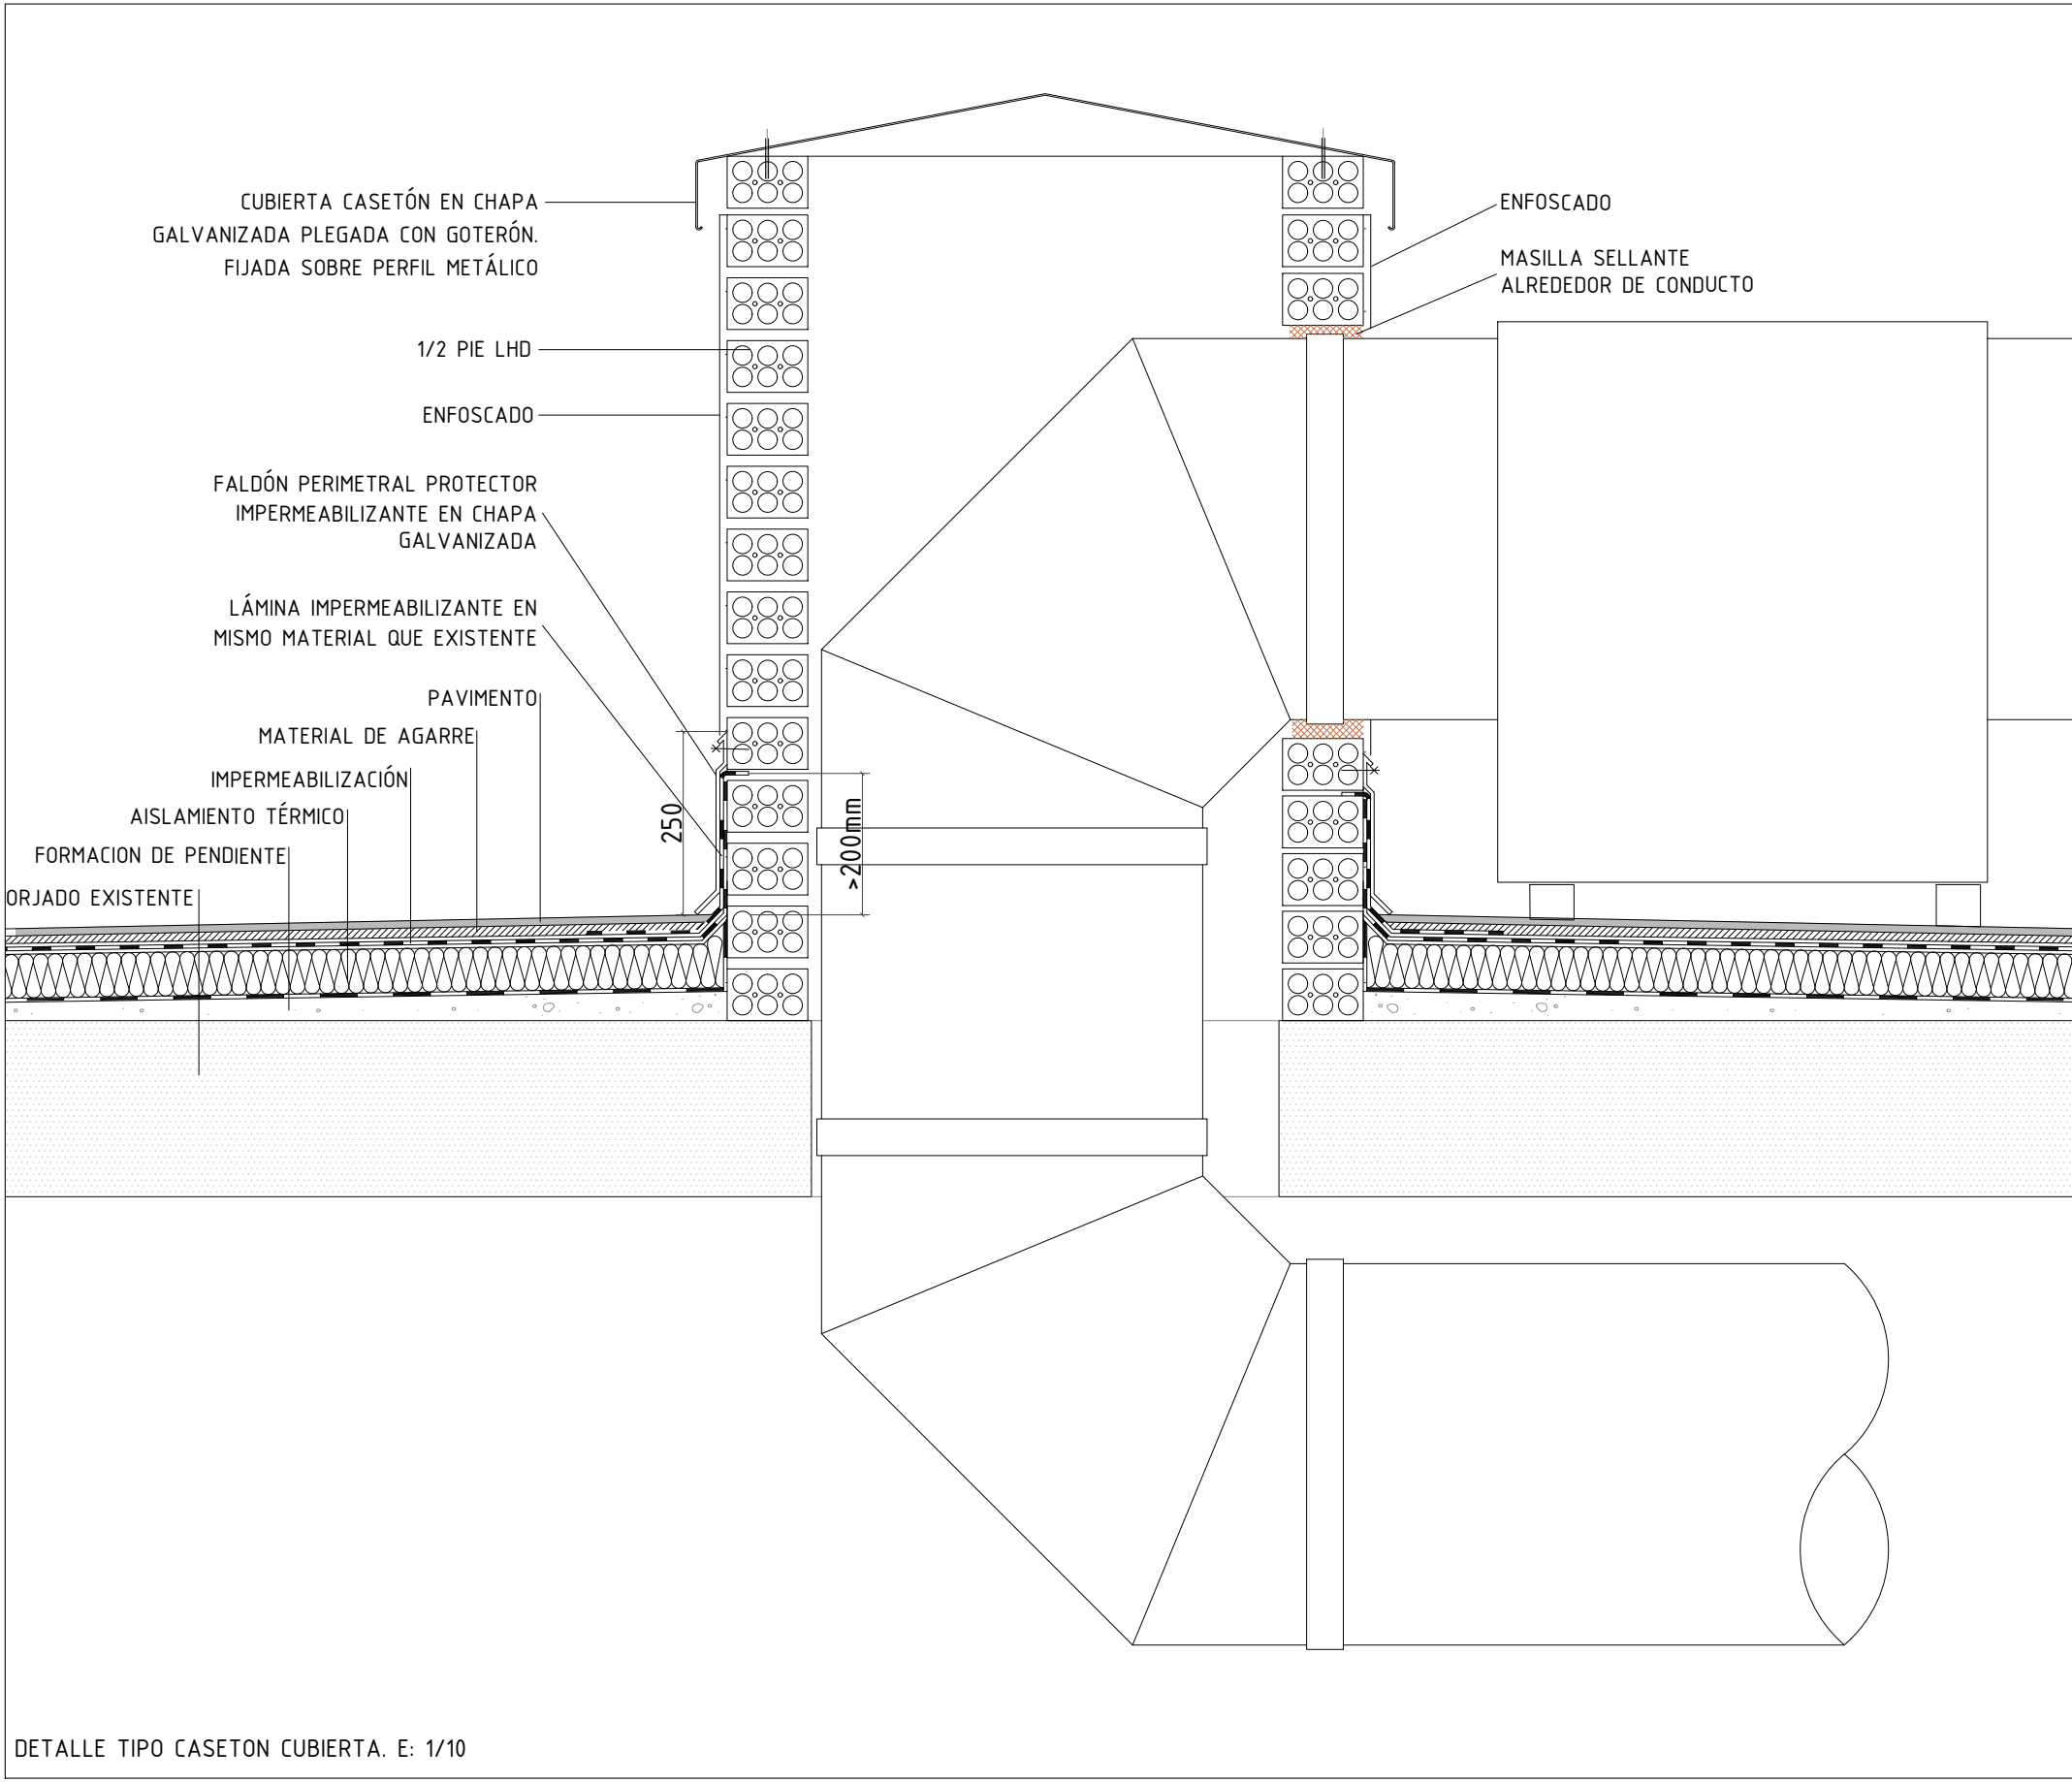 CUBIERTA CASETÓN EN CHAPA
GALVANIZADA PLEGADA CON GOTERÓN.
FIJADA SOBRE PERFIL METÁLICO
1/2 PIE LHD
ENFOSCADO
FALDÓN PERIMETRAL PROTECTOR
IMPERMEABILIZANTE EN CHAPA
GALVANIZADA
LÁMINA IMPERMEABILIZANTE EN
MISMO MATERIAL QUE EXISTENTE
PAVIMENTO
MATERIAL DE AGARRE
IMPERMEABILIZACIÓN
AISLAMIENTO TÉRMICO
FORMACION DE PENDIENTE
ORJADO EXISTENTE
250
>200mm
ENFOSCADO
MASILLA SELLANTE
ALREDEDOR DE CONDUCTO
DETALLE TIPO CASETON CUBIERTA. E: 1/10